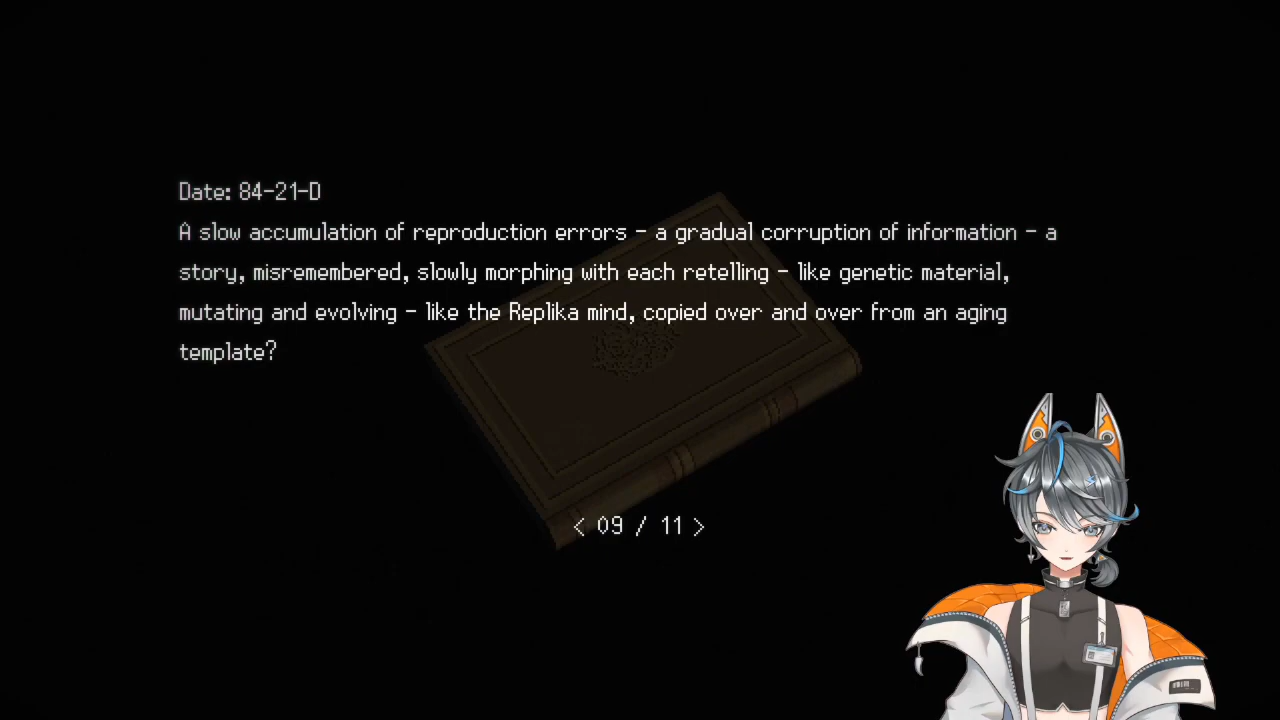 Date: 84-21-D
A slow accumulation of reproduction errors - a gradual corruption of information - a
story, misremembered, slowly morphing with each retelling - like genetic material,
mutating and evolving - like the Replika mind, copied over and over from an aging
template?
< 09 / 11 >